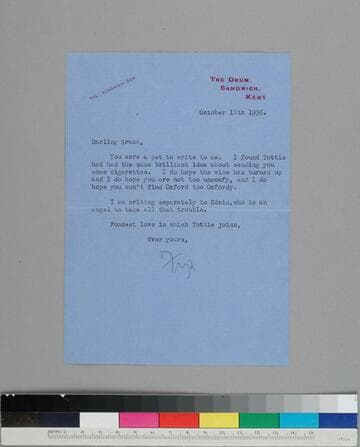 TEL. SANDWICH
THE DRUM,
SANDWICH,
KENT
October 11th 1956.
Darling Grace,
You were a pet to write to me. I found Tottie
had had the same brilliant idea about sending you
some cigarettes. I do hope the wine has turned up
and I do hope you are not too uncomfy, and I do
hope you won't find Oxford too Oxfordy.
I am writing separately to Edwin, who is an
angel to take all that trouble.
Fondest love in which Tottie joins,
Ever yours,